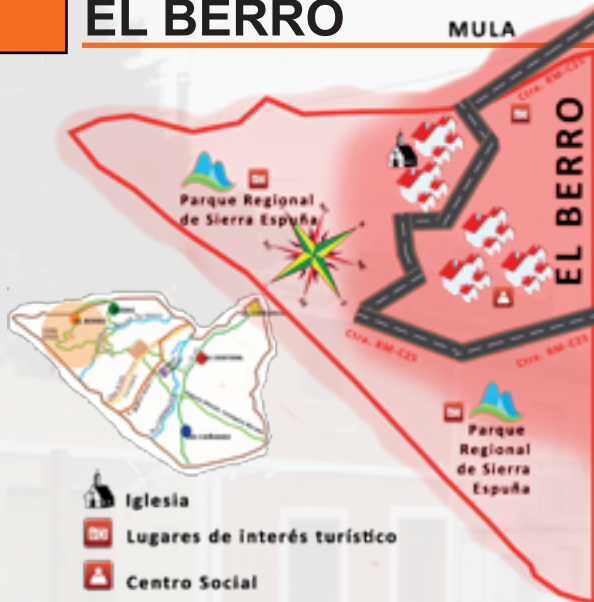 EL BERRO
MULA
Ctra. RM-C25
EL BERRO
Parque Regional
de Sierra Espuña
Ctra. RM-C25
Ctra. RM-C25
Parque
Regional
de Sierra
Espuña
Iglesia
Lugares de interés turístico
Centro Social